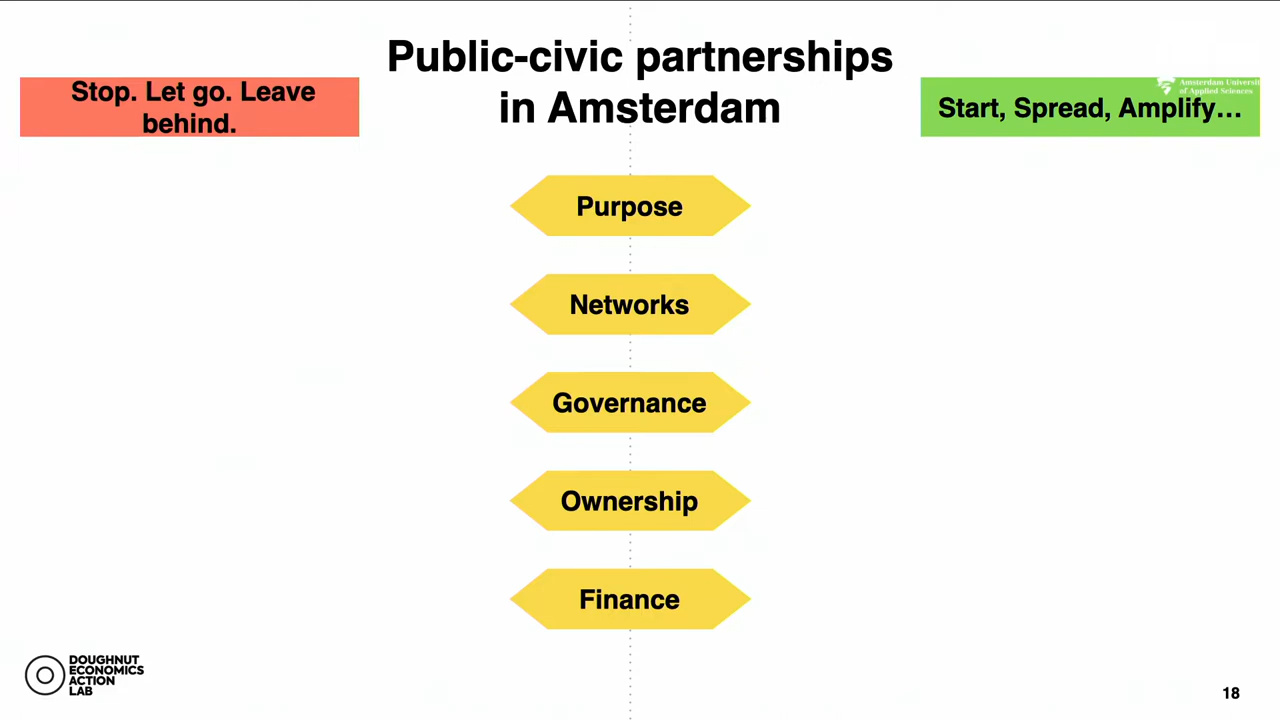 Public-civic partnerships
in Amsterdam
Stop. Let go. Leave
behind.
Amsterdam Universit
of Applied Sciences
Start, Spread, Amplify...
Purpose
Networks
Governance
Ownership
Finance
DOUGHNUT
ECONOMICS
ACTION
LAB
18